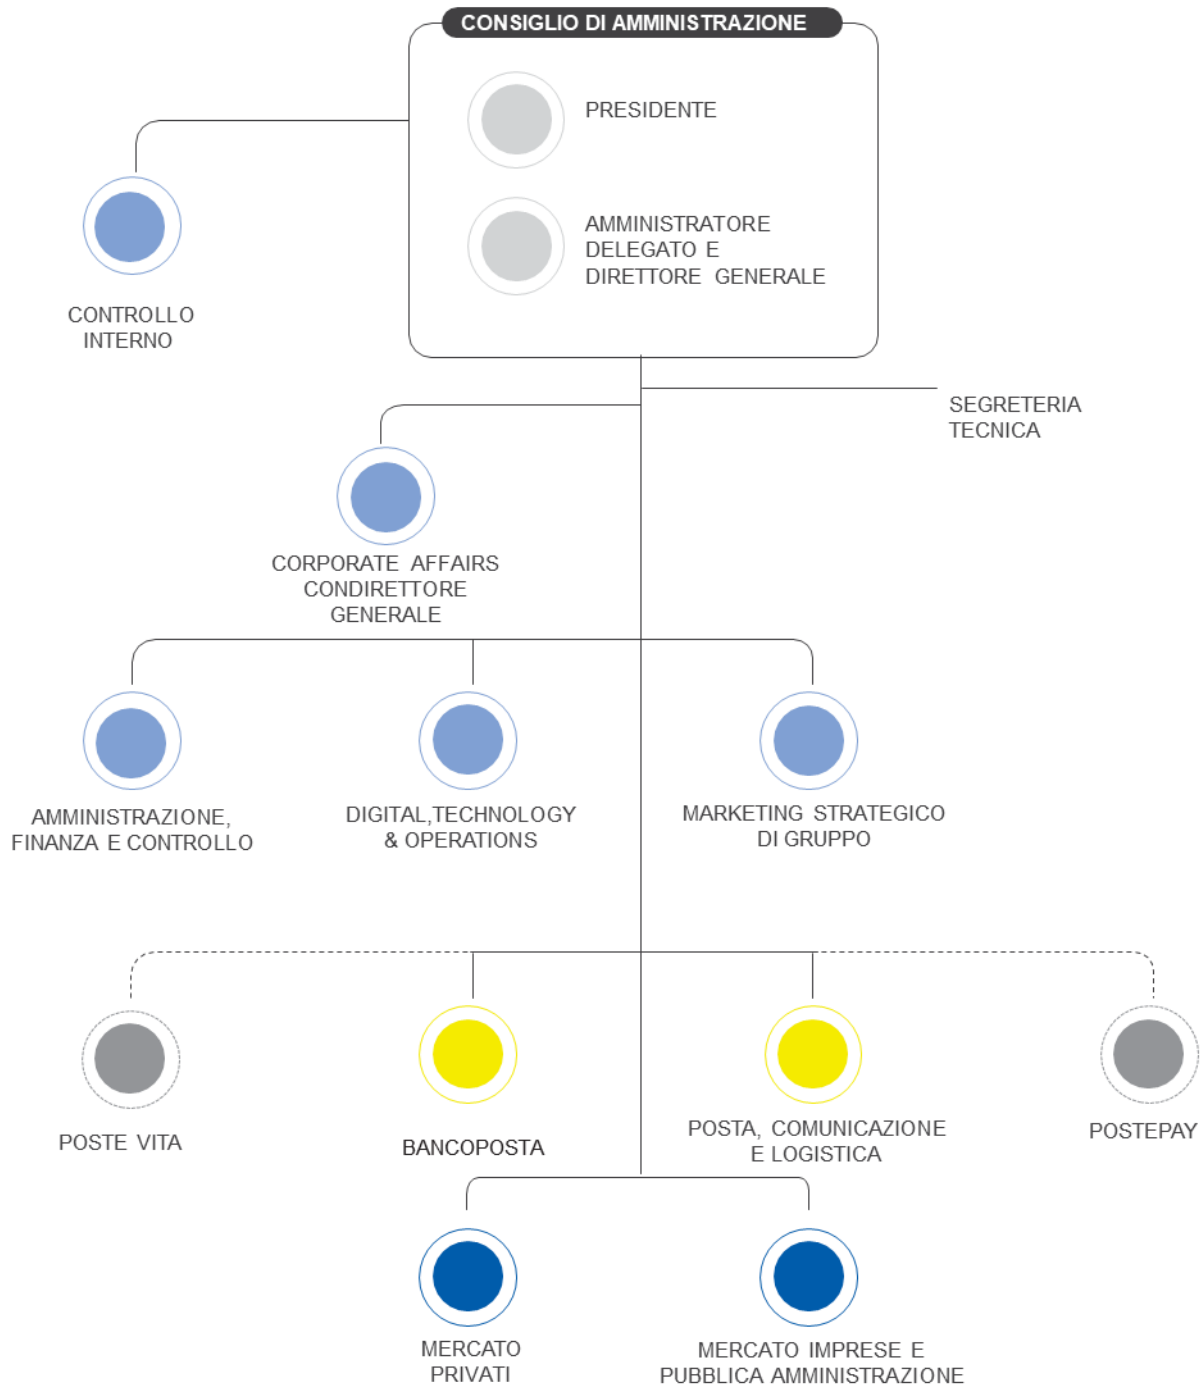 CONSIGLIO DI AMMINISTRAZIONE
PRESIDENTE
AMMINISTRATORE
DELEGATO E
DIRETTORE GENERALE
CONTROLLO
INTERNO
SEGRETERIA
TECNICA
CORPORATE AFFAIRS
CONDIRETTORE
GENERALE
AMMINISTRAZIONE,
FINANZA E CONTROLLO
DIGITAL,TECHNOLOGY
& OPERATIONS
MARKETING STRATEGICO
DI GRUPPO
POSTE VITA
BANCOPOSTA
POSTA, COMUNICAZIONE
E LOGISTICA
POSTEPAY
MERCATO
PRIVATI
MERCATO IMPRESE E
PUBBLICA AMMINISTRAZIONE